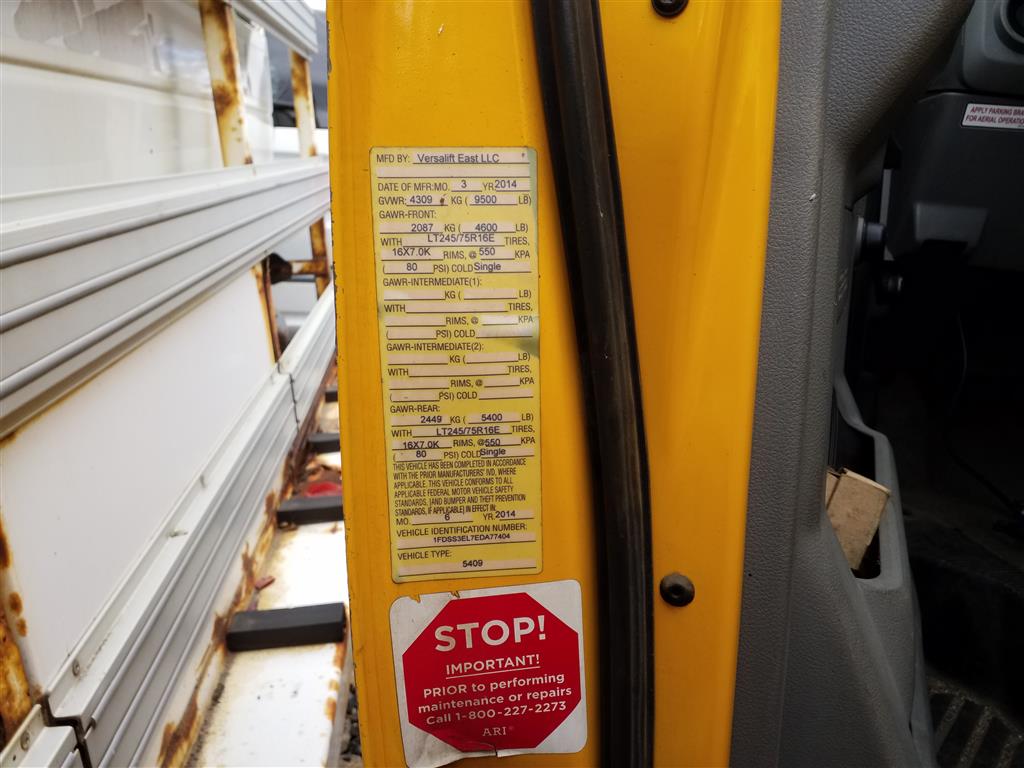 MFD BY: Versalift East LLC
DATE OF MFR:MO. 3 YR 2014
GVWR: 4309 KG ( 9500 LB)
GAWR-FRONT:
2087 KG ( 4600 LB)
WITH LT245/75R16E TIRES,
16X7.0K RIMS, @ 550 KPA
( 80 PSI) COLD Single
GAWR-INTERMEDIATE(1):
KG ( LB)
WITH TIRES,
RIMS, @ KPA
( PSI) COLD
GAWR-INTERMEDIATE(2):
KG ( LB)
WITH TIRES,
RIMS, @ KPA
( PSI) COLD
GAWR-REAR:
2449 KG ( 5400 LB)
WITH LT245/75R16E TIRES,
16X7.0K RIMS, @ 550 KPA
( 80 PSI) COLD Single
THIS VEHICLE HAS BEEN COMPLETED IN ACCORDANCE
WITH THE PRIOR MANUFACTURERS' IVD, WHERE
APPLICABLE. THIS VEHICLE CONFORMS TO ALL
APPLICABLE FEDERAL MOTOR VEHICLE SAFETY
STANDARDS, [AND BUMPER AND THEFT PREVENTION
STANDARDS, IF APPLICABLE] IN EFFECT IN:
MO. 6 YR 2014
VEHICLE IDENTIFICATION NUMBER:
1FDSS3EL7EDA77404
VEHICLE TYPE:
5409
STOP!
IMPORTANT!
PRIOR to performing
maintenance or repairs
Call 1-800-227-2273
ARI
APPLY PARKING
FOR AERIAL